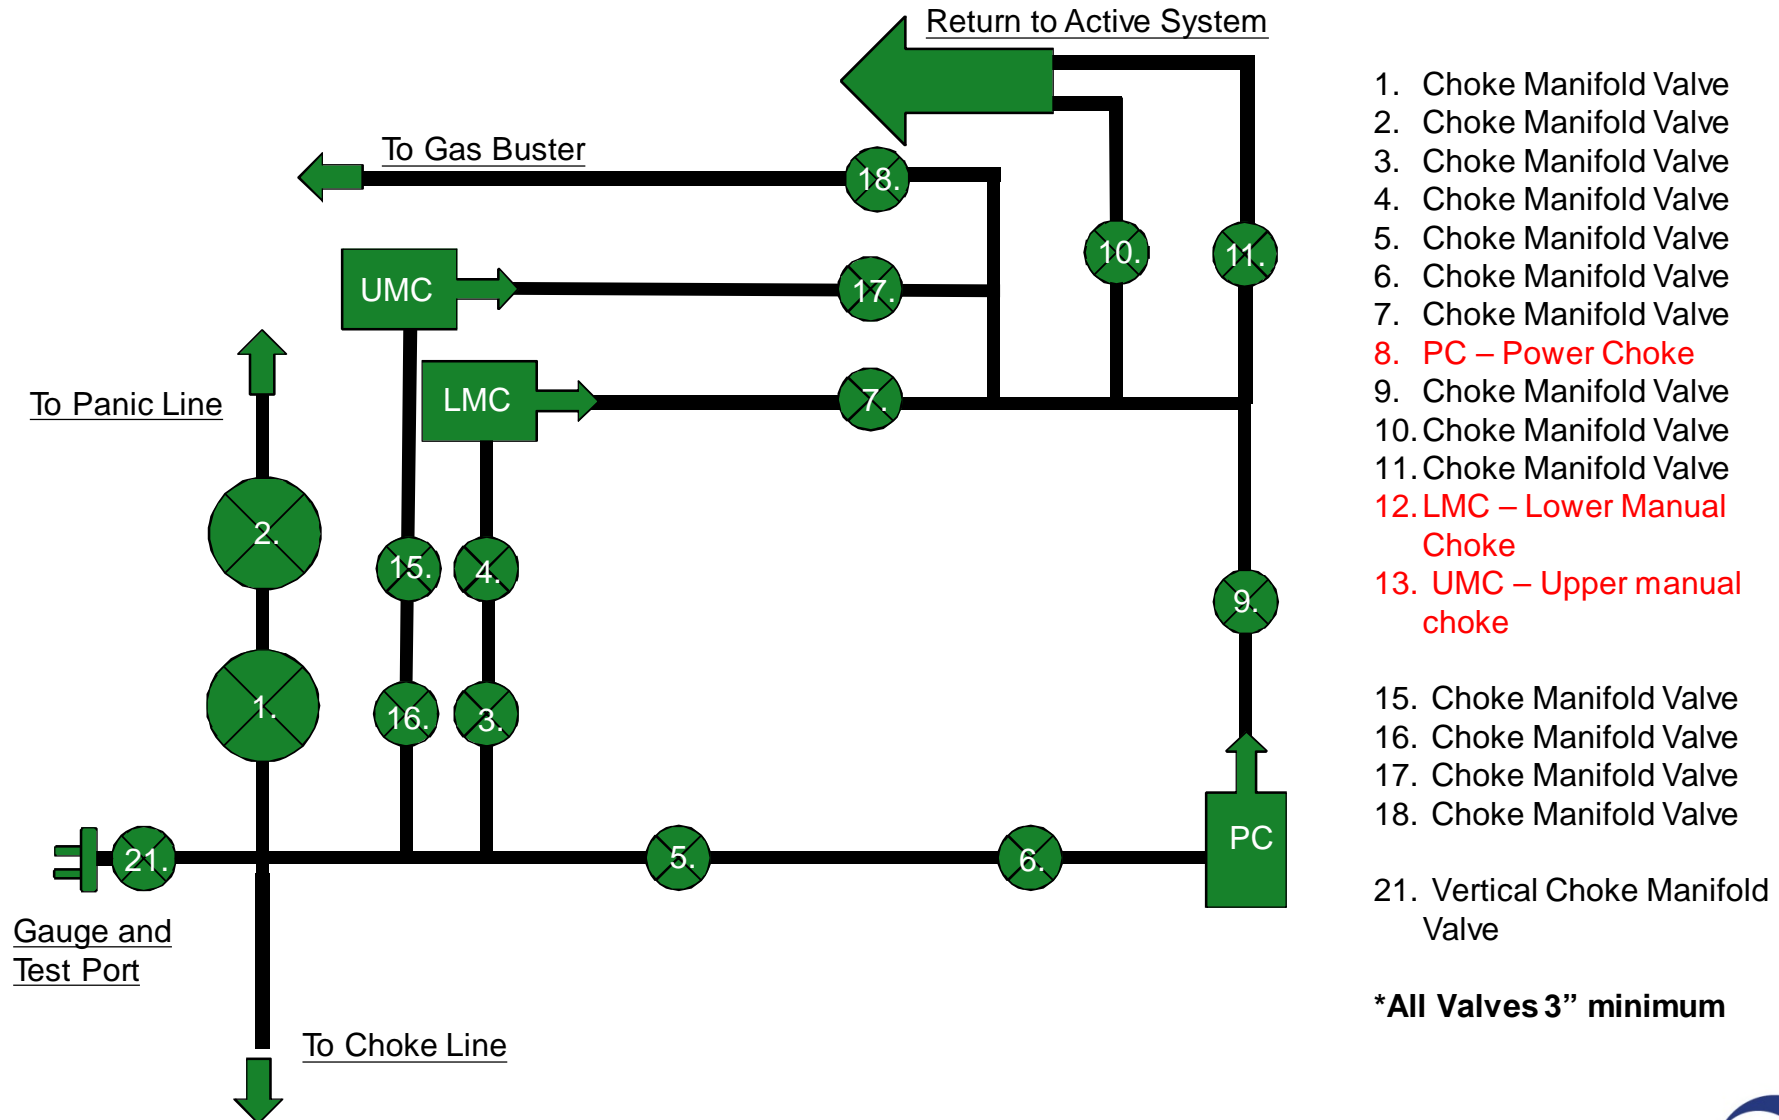 Return to Active System
To Gas Buster
18.
UMC
17.
10.
11.
LMC
7.
To Panic Line
2.
15.
4.
9.
1.
16.
3.
21.
5.
6.
PC
Gauge and
Test Port
To Choke Line
1. Choke Manifold Valve
2. Choke Manifold Valve
3. Choke Manifold Valve
4. Choke Manifold Valve
5. Choke Manifold Valve
6. Choke Manifold Valve
7. Choke Manifold Valve
8. PC – Power Choke
9. Choke Manifold Valve
10. Choke Manifold Valve
11. Choke Manifold Valve
12. LMC – Lower Manual
Choke
13. UMC – Upper manual
choke
15. Choke Manifold Valve
16. Choke Manifold Valve
17. Choke Manifold Valve
18. Choke Manifold Valve
21. Vertical Choke Manifold
Valve
*All Valves 3” minimum